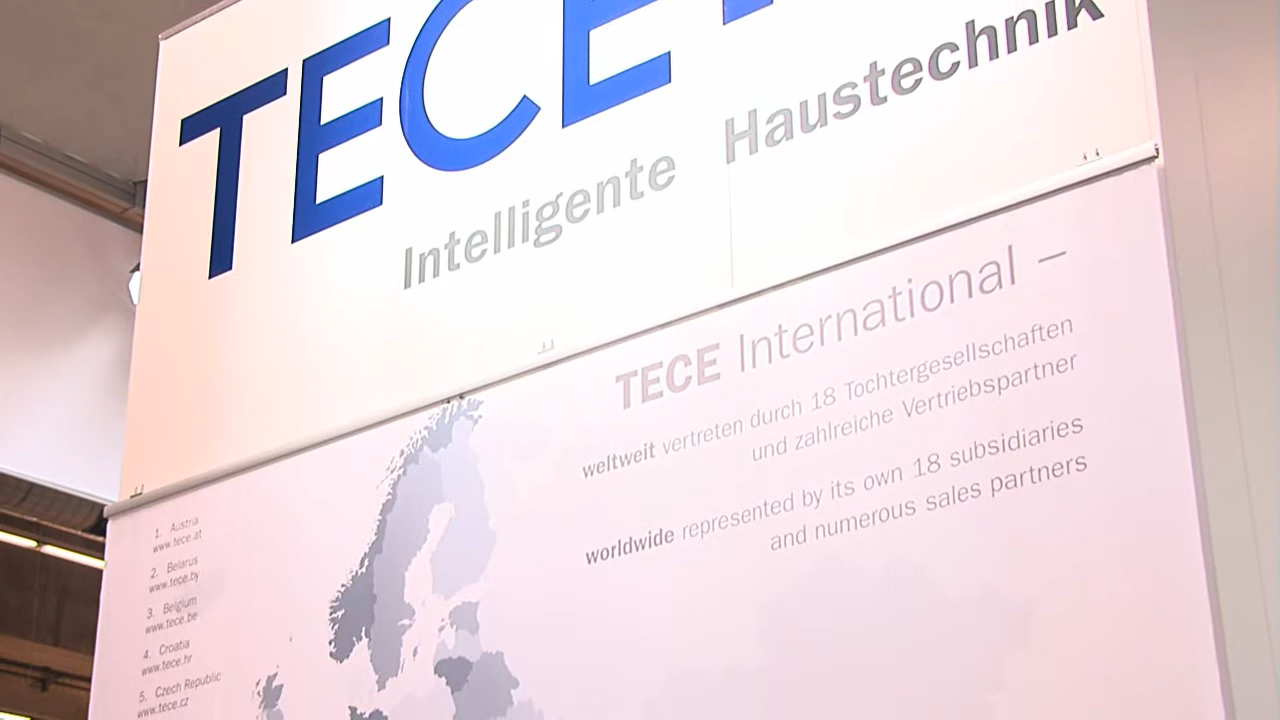 TECE
Intelligente Haustechnik
TECE International –
weltweit vertreten durch 18 Tochtergesellschaften
und zahlreiche Vertriebspartner
worldwide represented by its own 18 subsidiaries
and numerous sales partners
1. Austria
www.tece.at
2. Belarus
www.tece.by
3. Belgium
www.tece.be
4. Croatia
www.tece.hr
5. Czech Republic
www.tece.cz